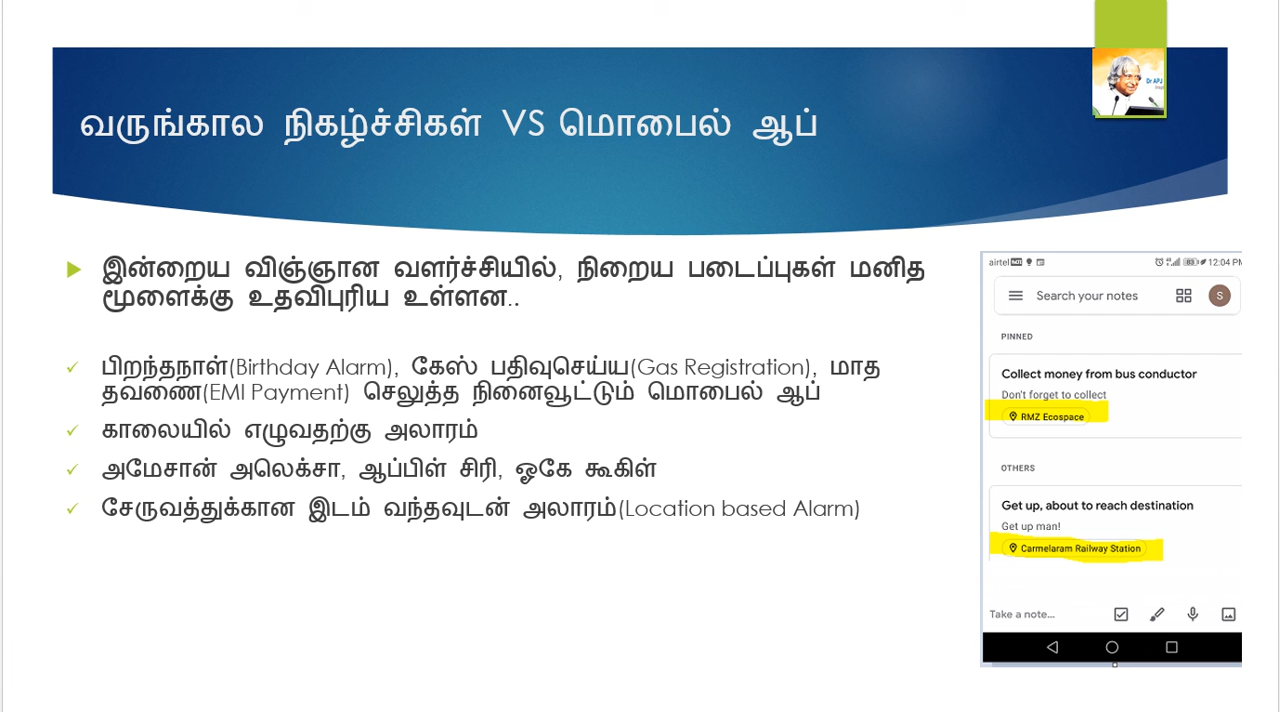 Dr APJ
வருங்கால நிகழ்ச்சிகள் VS மொபைல் ஆப்
இன்றைய விஞ்ஞான வளர்ச்சியில், நிறைய படைப்புகள் மனித
மூளைக்கு உதவிபுரிய உள்ளன..
பிறந்தநாள்(Birthday Alarm), கேஸ் பதிவுசெய்ய(Gas Registration), மாத
தவணை(EMI Payment) செலுத்த நினைவூட்டும் மொபைல் ஆப்
காலையில் எழுவதற்கு அலாரம்
அமேசான் அலெக்சா, ஆப்பிள் சிரி, ஓகே கூகிள்
சேருவத்துக்கான இடம் வந்தவுடன் அலாரம்(Location based Alarm)
airtel 12:04 PM
Search your notes S
PINNED
Collect money from bus conductor
Don't forget to collect
RMZ Ecospace
OTHERS
Get up, about to reach destination
Get up man!
Carmelaram Railway Station
Take a note...